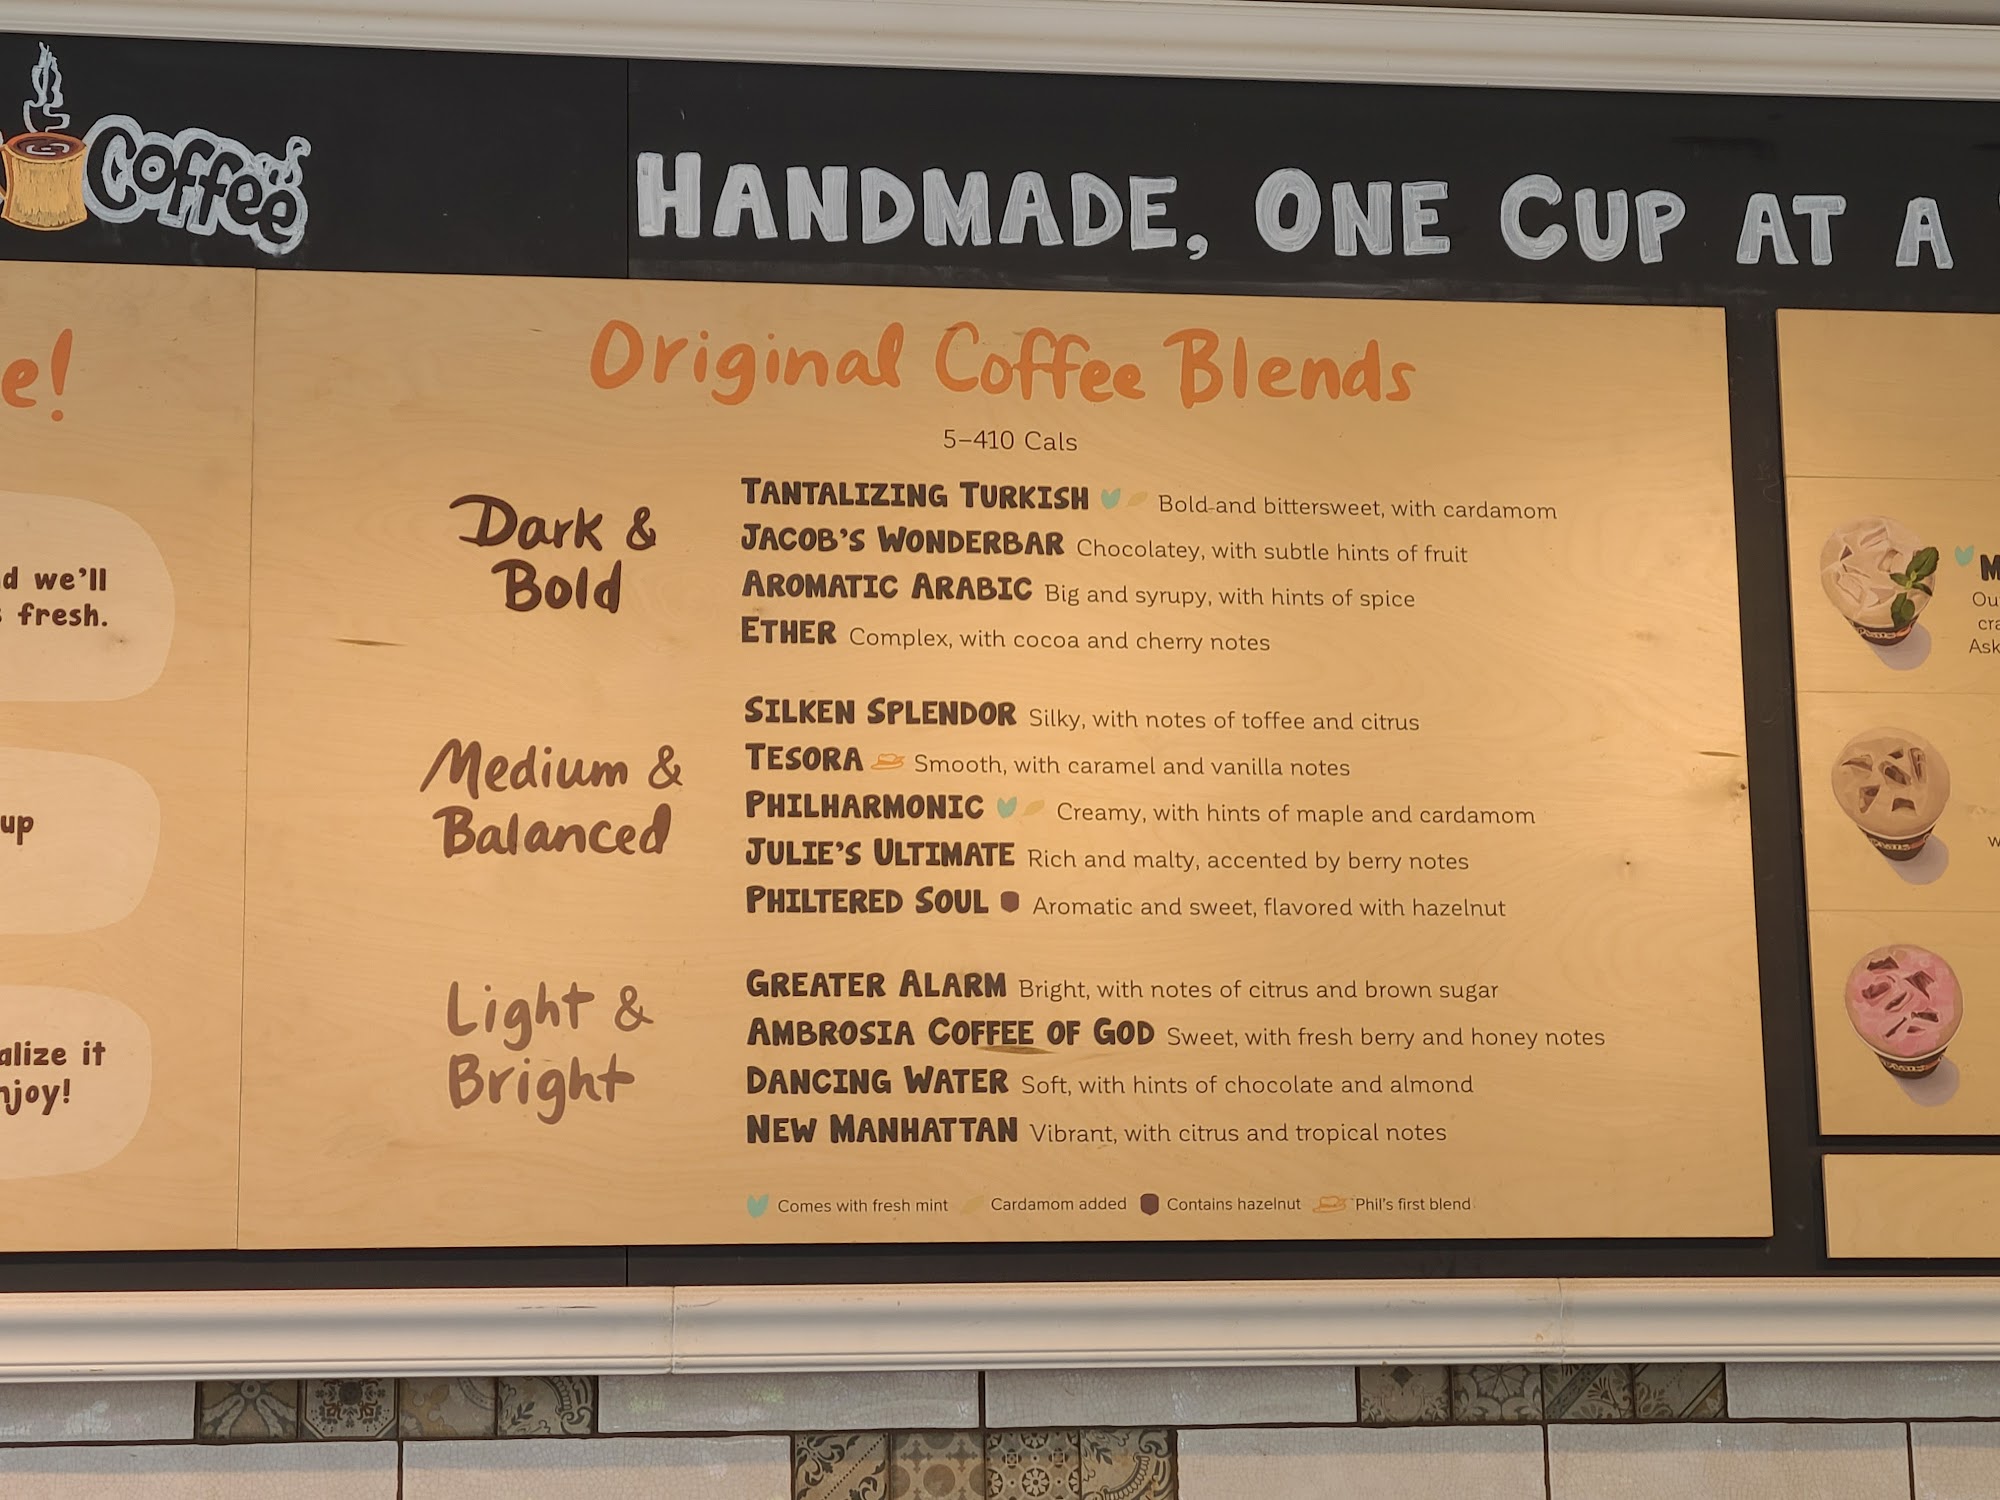 Coffee
HANDMADE, ONE CUP AT A
e!
d we'll
s fresh.
up
alize it
njoy!
Original Coffee Blends
5–410 Cals
Dark &
Bold
TANTALIZING TURKISH Bold and bittersweet, with cardamom
JACOB'S WONDERBAR Chocolatey, with subtle hints of fruit
AROMATIC ARABIC Big and syrupy, with hints of spice
ETHER Complex, with cocoa and cherry notes
Medium &
Balanced
SILKEN SPLENDOR Silky, with notes of toffee and citrus
TESORA Smooth, with caramel and vanilla notes
PHILHARMONIC Creamy, with hints of maple and cardamom
JULIE'S ULTIMATE Rich and malty, accented by berry notes
PHILTERED SOUL Aromatic and sweet, flavored with hazelnut
Light &
Bright
GREATER ALARM Bright, with notes of citrus and brown sugar
AMBROSIA COFFEE OF GOD Sweet, with fresh berry and honey notes
DANCING WATER Soft, with hints of chocolate and almond
NEW MANHATTAN Vibrant, with citrus and tropical notes
Comes with fresh mint Cardamom added Contains hazelnut Phil's first blend
M
Ou
cra
Ask
w